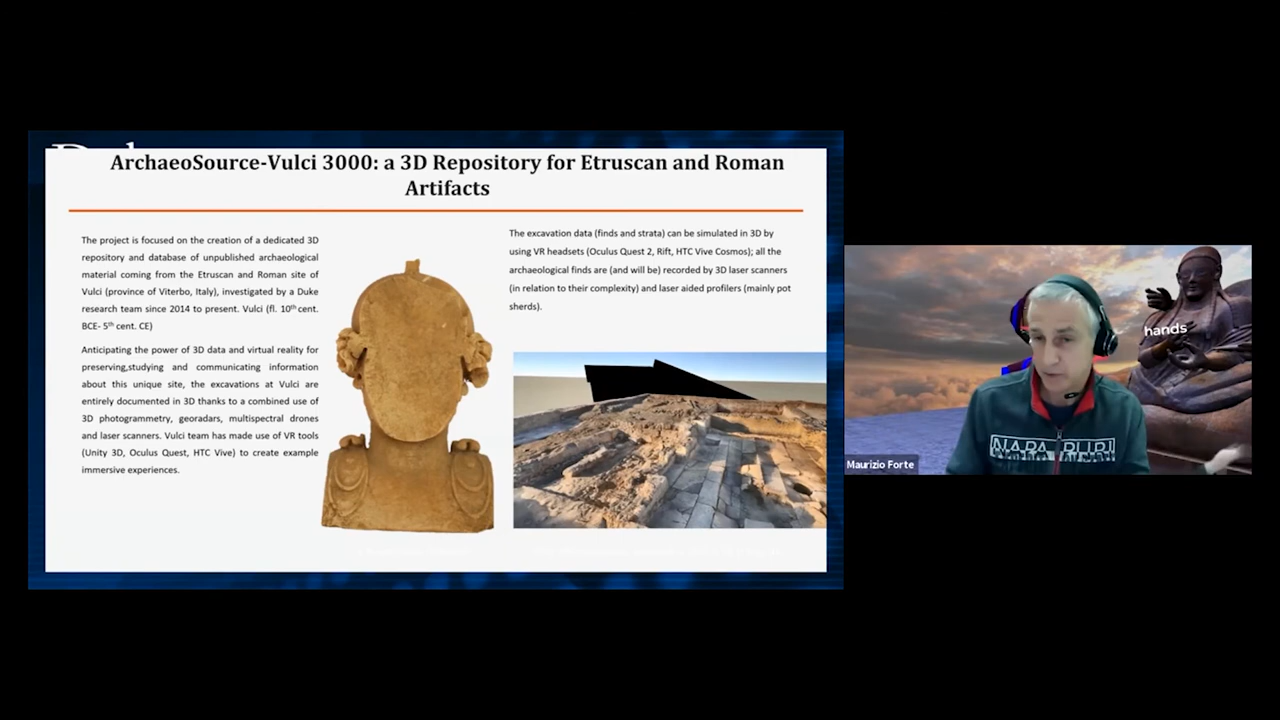 ArchaeoSource-Vulci 3000: a 3D Repository for Etruscan and Roman
Artifacts
The project is focused on the creation of a dedicated 3D
repository and database of unpublished archaeological
material coming from the Etruscan and Roman site of
Vulci (province of Viterbo, Italy), investigated by a Duke
research team since 2014 to present. Vulci (fl. 10th cent.
BCE- 5th cent. CE)
Anticipating the power of 3D data and virtual reality for
preserving,studying and communicating information
about this unique site, the excavations at Vulci are
entirely documented in 3D thanks to a combined use of
3D photogrammetry, georadars, multispectral drones
and laser scanners. Vulci team has made use of VR tools
(Unity 3D, Oculus Quest, HTC Vive) to create example
immersive experiences.
The excavation data (finds and strata) can be simulated in 3D by
using VR headsets (Oculus Quest 2, Rift, HTC Vive Cosmos); all the
archaeological finds are (and will be) recorded by 3D laser scanners
(in relation to their complexity) and laser aided profilers (mainly pot
sherds).
hands
Maurizio Forte